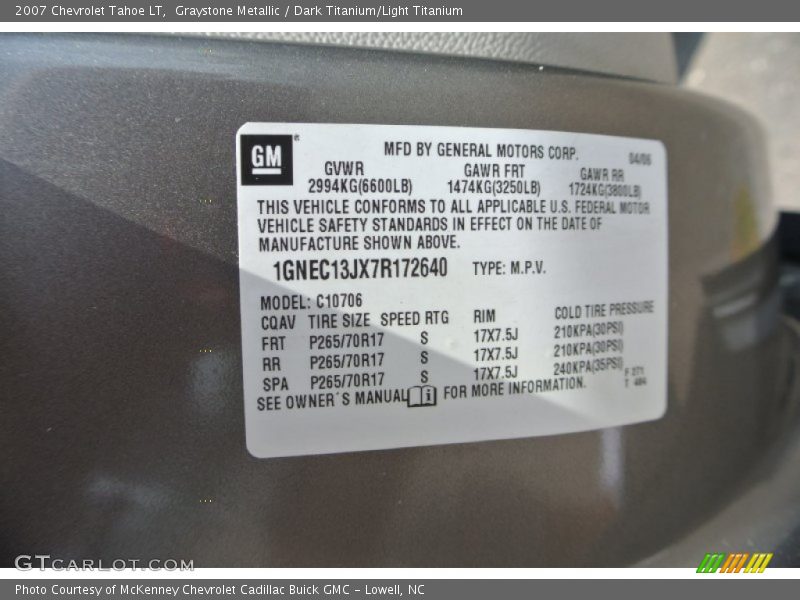 2007 Chevrolet Tahoe LT, Graystone Metallic / Dark Titanium/Light Titanium
GM
MFD BY GENERAL MOTORS CORP. 04/06
GVWR GAWR FRT GAWR RR
2994KG(6600LB) 1474KG(3250LB) 1724KG(3800LB)
THIS VEHICLE CONFORMS TO ALL APPLICABLE U.S. FEDERAL MOTOR
VEHICLE SAFETY STANDARDS IN EFFECT ON THE DATE OF
MANUFACTURE SHOWN ABOVE.
1GNEC13JX7R172640 TYPE: M.P.V.
MODEL: C10706
CQAV TIRE SIZE SPEED RTG RIM COLD TIRE PRESSURE
FRT P265/70R17 S 17X7.5J 210KPA(30PSI)
RR P265/70R17 S 17X7.5J 210KPA(30PSI)
SPA P265/70R17 S 17X7.5J 240KPA(35PSI)
SEE OWNER'S MANUAL FOR MORE INFORMATION.
GTCARLOT.COM
Photo Courtesy of McKenney Chevrolet Cadillac Buick GMC - Lowell, NC